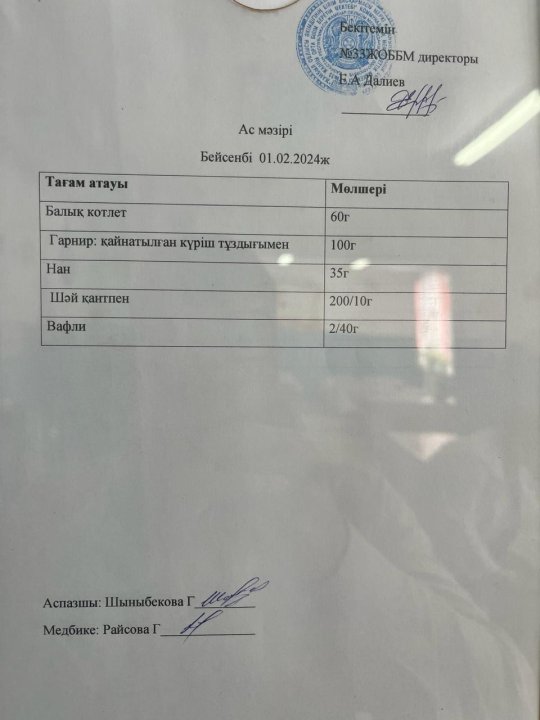 Бекітемін
№33ЖОББМ директоры
Е.А Далиев
Ас мәзірі
Бейсенбі 01.02.2024ж
Тағам атауы Мөлшері
Балық котлет 60г
Гарнир: қайнатылған күріш тұздығымен 100г
Нан 35г
Шәй қантпен 200/10г
Вафли 2/40г
Аспазшы: Шыныбекова Г
Медбике: Райсова Г